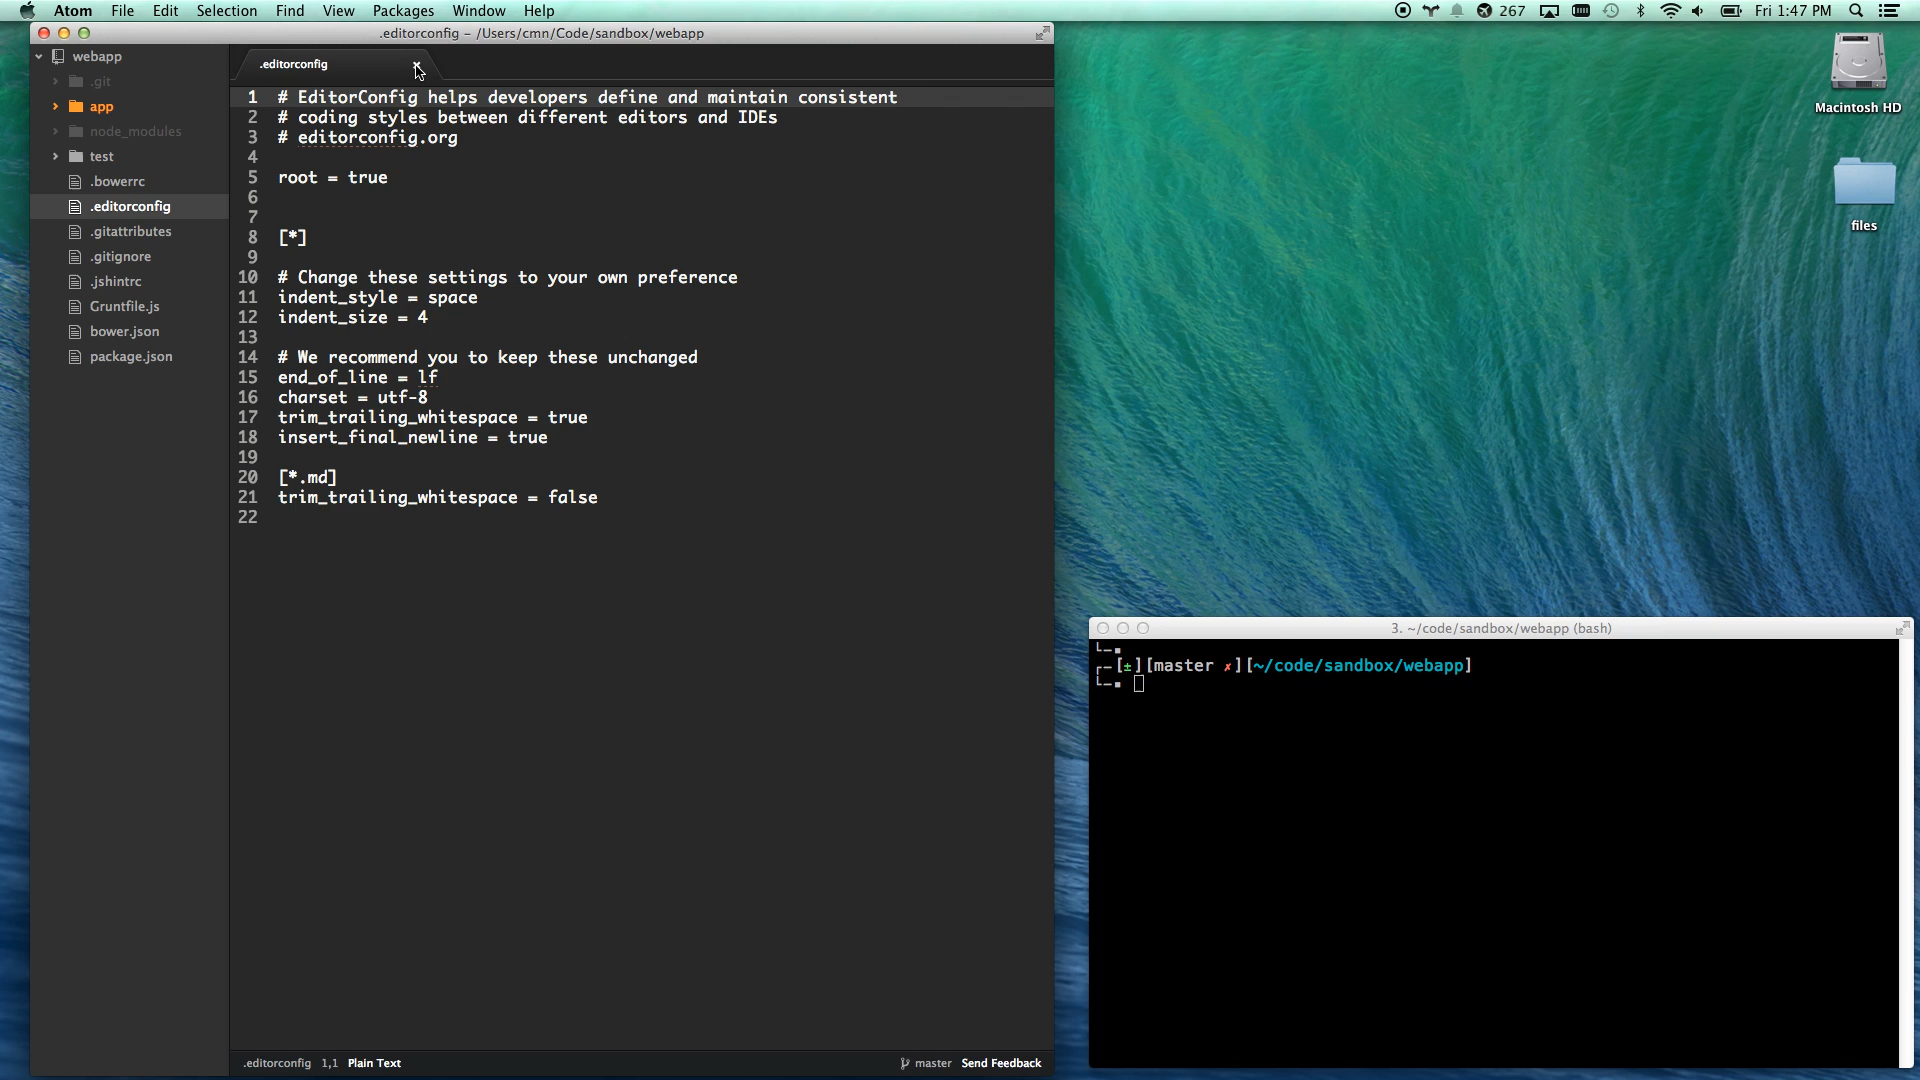 Atom File Edit Selection Find View Packages Window Help
267 Fri 1:47 PM
.editorconfig – /Users/cmn/Code/sandbox/webapp
webapp
.git
app
node_modules
test
.bowerrc
.editorconfig
.gitattributes
.gitignore
.jshintrc
Gruntfile.js
bower.json
package.json
.editorconfig
1 # EditorConfig helps developers define and maintain consistent
2 # coding styles between different editors and IDEs
3 # editorconfig.org
4
5 root = true
6
7
8 [*]
9
10 # Change these settings to your own preference
11 indent_style = space
12 indent_size = 4
13
14 # We recommend you to keep these unchanged
15 end_of_line = lf
16 charset = utf-8
17 trim_trailing_whitespace = true
18 insert_final_newline = true
19
20 [*.md]
21 trim_trailing_whitespace = false
22
.editorconfig 1,1 Plain Text
master Send Feedback
Macintosh HD
files
3. ~/code/sandbox/webapp (bash)
[±][master ✗][~/code/sandbox/webapp]